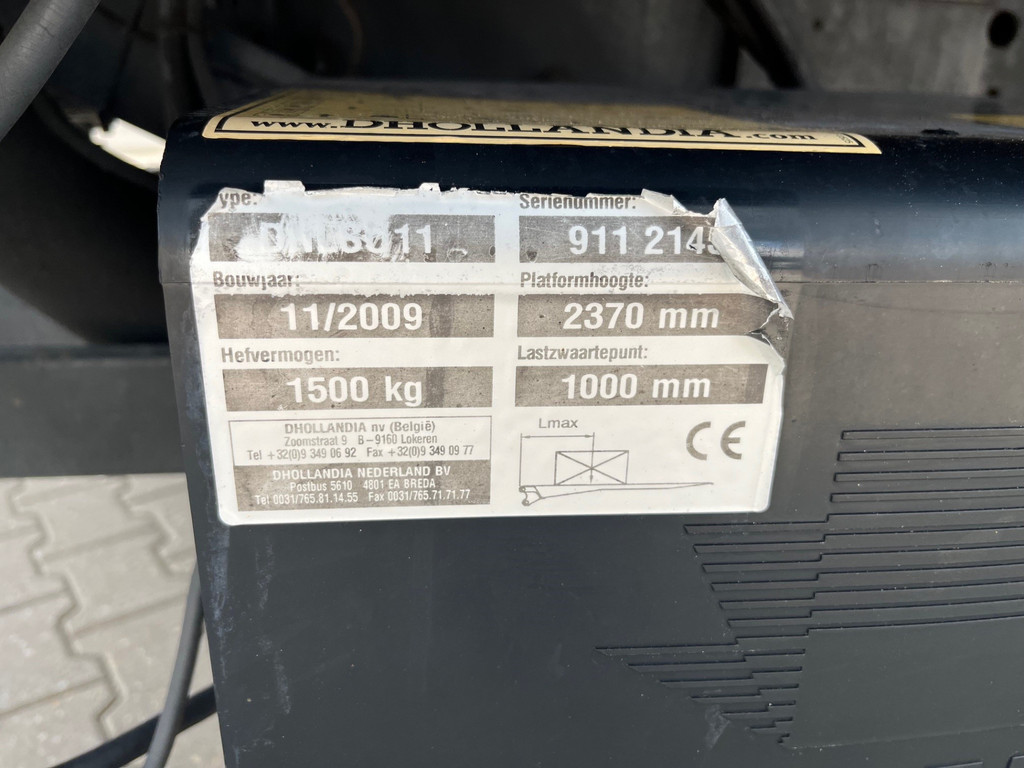 www.DHOLLANDIA.com
ype:
Serienummer:
11
911 2145
Bouwjaar:
Platformhoogte:
11/2009
2370 mm
Hefvermogen:
Lastzwaartepunt:
1500 kg
1000 mm
DHOLLANDIA nv (België)
Zoomstraat 9 B-9160 Lokeren
Tel +32(0)9 349 06 92 Fax +32(0)9 349 09 77
DHOLLANDIA NEDERLAND BV
Postbus 5610 4801 EA BREDA
Tel 0031/765.81.14.55 Fax 0031/765.71.71.77
Lmax
CE